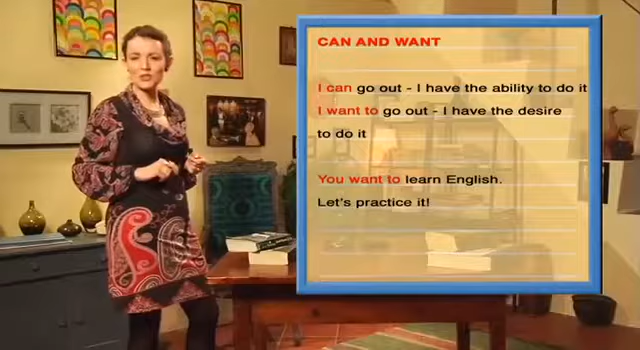 CAN AND WANT
I can go out - I have the ability to do it
I want to go out - I have the desire
to do it
You want to learn English.
Let's practice it!